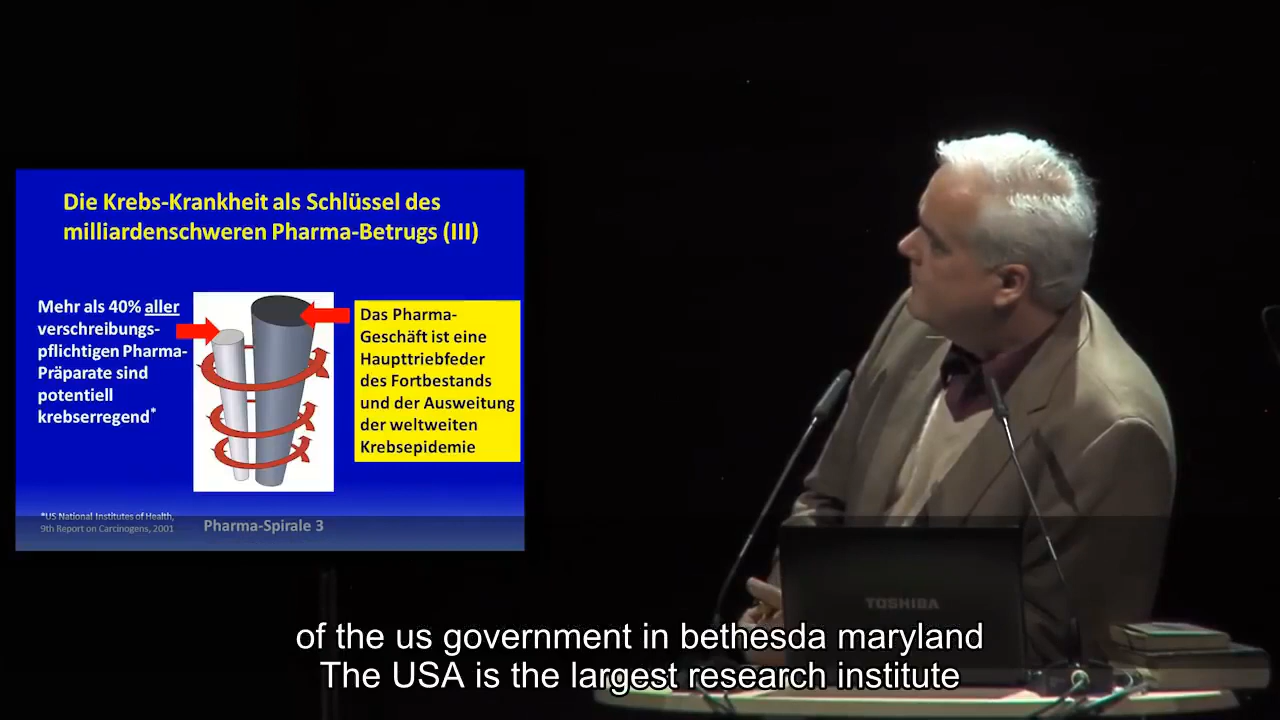 Die Krebs-Krankheit als Schlüssel des
milliardenschweren Pharma-Betrugs (III)
Mehr als 40% aller
verschreibungs-
pflichtigen Pharma-
Präparate sind
potentiell
krebserregend*
Das Pharma-
Geschäft ist eine
Haupttriebfeder
des Fortbestands
und der Ausweitung
der weltweiten
Krebsepidemie
*US National Institutes of Health,
9th Report on Carcinogens, 2001
Pharma-Spirale 3
TOSHIBA
of the us government in bethesda maryland
The USA is the largest research institute